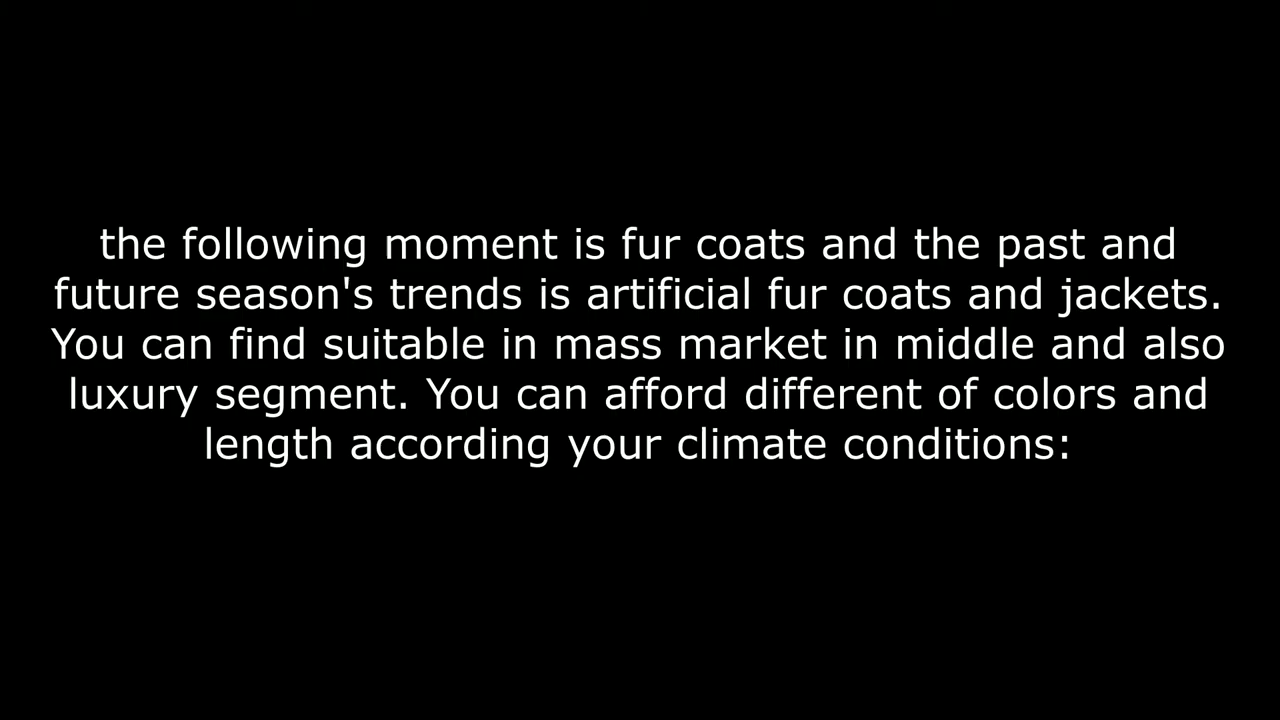 the following moment is fur coats and the past and
future season's trends is artificial fur coats and jackets.
You can find suitable in mass market in middle and also
luxury segment. You can afford different of colors and
length according your climate conditions: